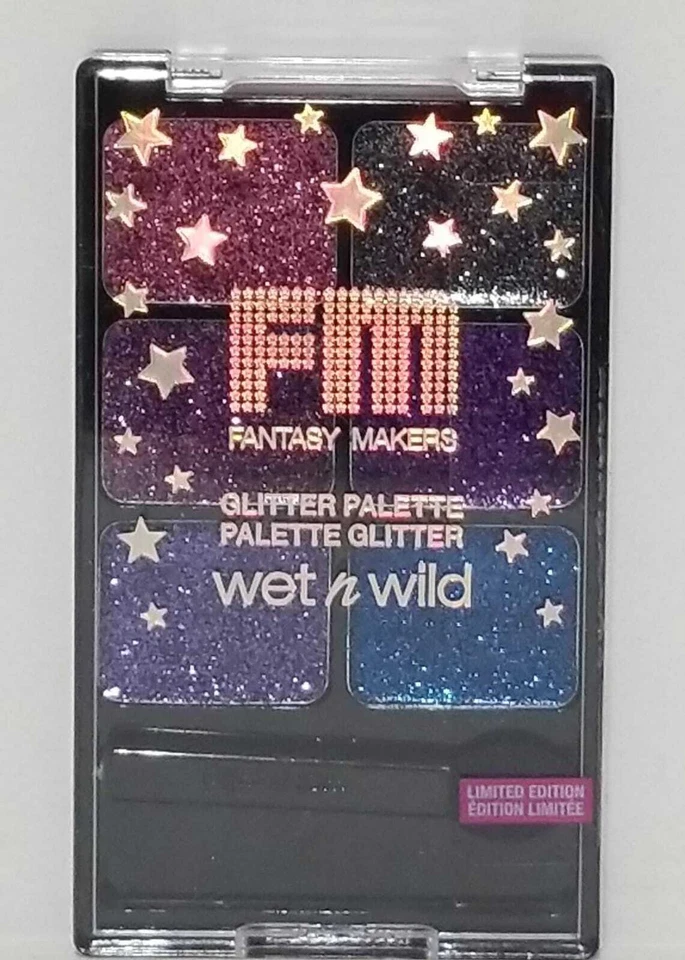 FM
FANTASY MAKERS
GLITTER PALETTE
PALETTE GLITTER
wet n wild
LIMITED EDITION
ÉDITION LIMITÉE